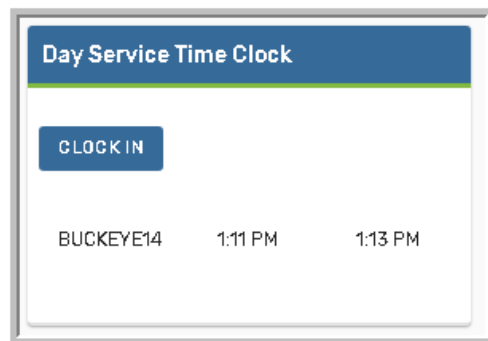 Day Service Time Clock
CLOCK IN
BUCKEYE14 1:11 PM 1:13 PM